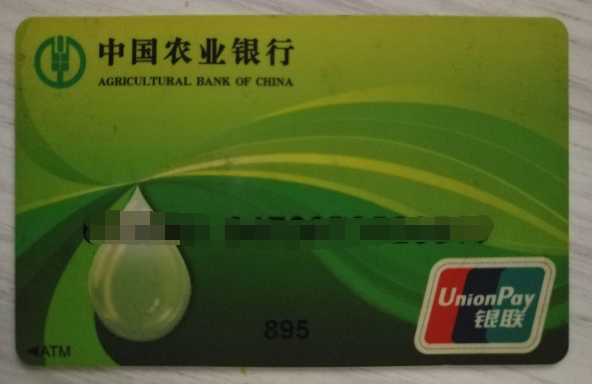 中国农业银行
AGRICULTURAL BANK OF CHINA
UnionPay
银联
895
◀ATM